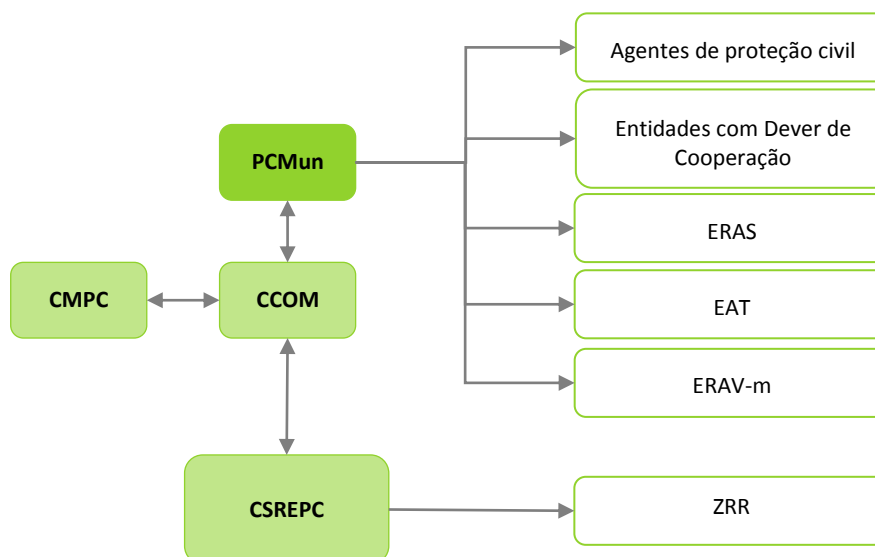 Agentes de proteção civil
Entidades com Dever de
Cooperação
PCMun
ERAS
CMPC
CCOM
EAT
ERAV-m
CSREPC
ZRR